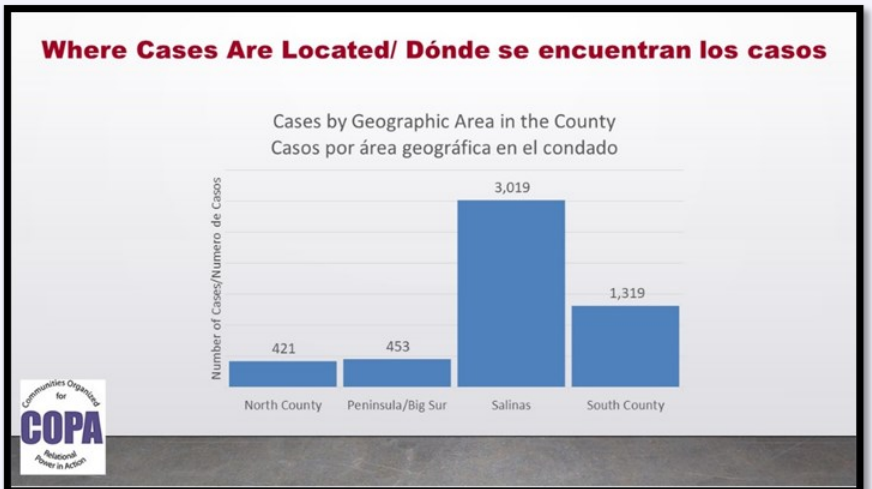 Where Cases Are Located/ Dónde se encuentran los casos
Cases by Geographic Area in the County
Casos por área geográfica en el condado
Number of Cases/Numero de Casos
421
453
3,019
1,319
North County
Peninsula/Big Sur
Salinas
South County
Communities Organized
for
COPA
Relational
Power in Action